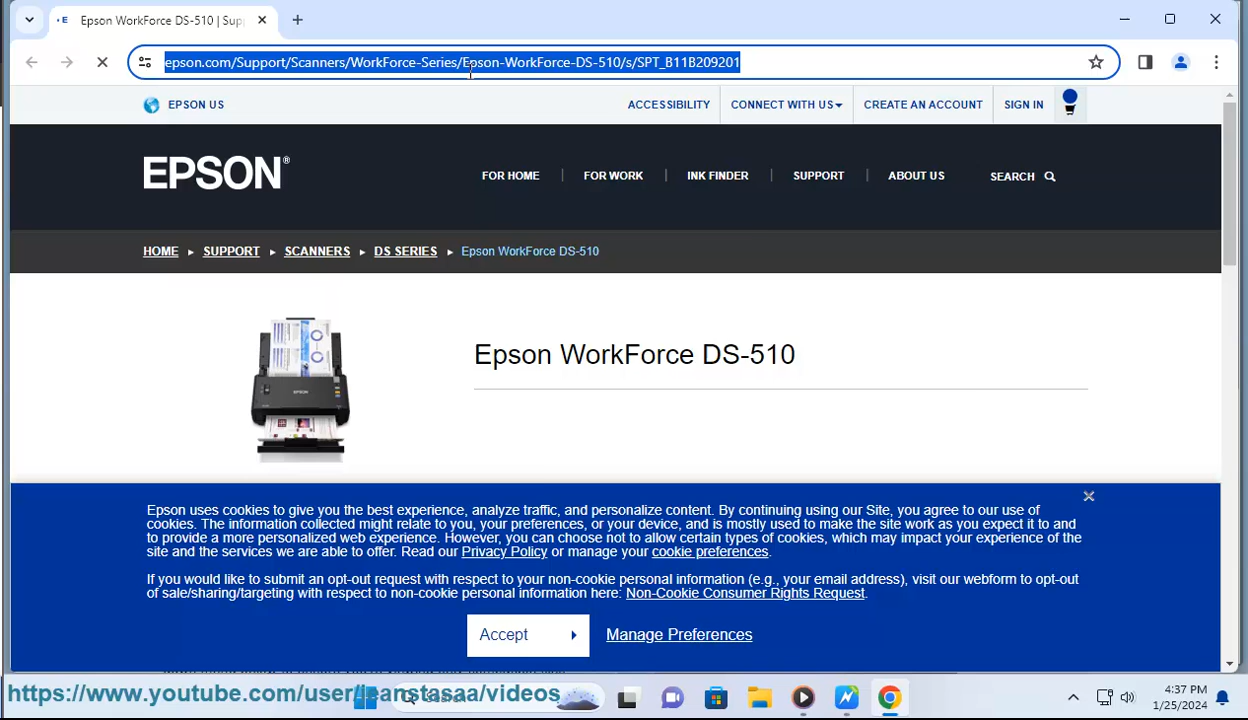 Epson WorkForce DS-510 | Supp
epson.com/Support/Scanners/WorkForce-Series/Epson-WorkForce-DS-510/s/SPT_B11B209201
EPSON US
ACCESSIBILITY
CONNECT WITH US
CREATE AN ACCOUNT
SIGN IN
EPSON®
FOR HOME
FOR WORK
INK FINDER
SUPPORT
ABOUT US
SEARCH
HOME ▸ SUPPORT ▸ SCANNERS ▸ DS SERIES ▸ Epson WorkForce DS-510
Epson WorkForce DS-510
Epson uses cookies to give you the best experience, analyze traffic, and personalize content. By continuing using our Site, you agree to our use of
cookies. The information collected might relate to you, your preferences, or your device, and is mostly used to make the site work as you expect it to and
to provide a more personalized web experience. However, you can choose not to allow certain types of cookies, which may impact your experience of the
site and the services we are able to offer. Read our Privacy Policy or manage your cookie preferences.
If you would like to submit an opt-out request with respect to your non-cookie personal information (e.g., your email address), visit our webform to opt-out
of sale/sharing/targeting with respect to non-cookie personal information here: Non-Cookie Consumer Rights Request.
Accept
Manage Preferences
4:37 PM
1/25/2024